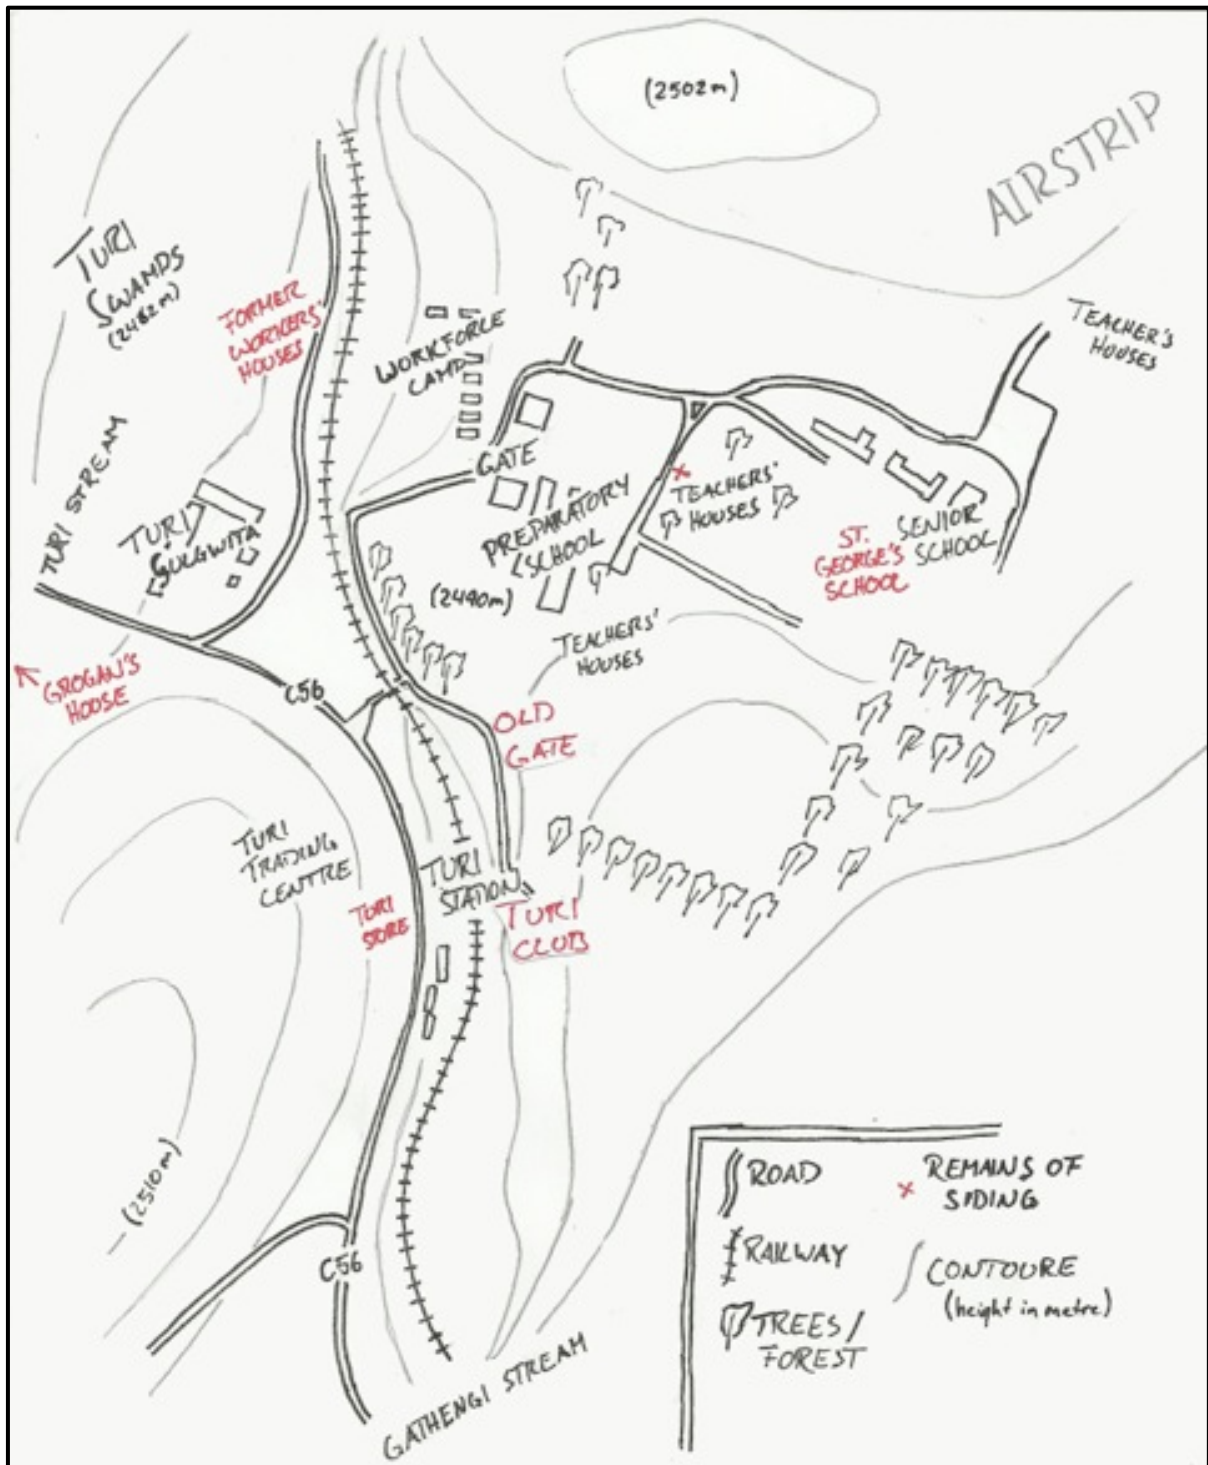 (2502m)
AIRSTRIP
TURI
SWAMPS
(2482m)
FORMER
WORKERS'
HOUSES
WORKFORCE
CAMP
TEACHER'S
HOUSES
TURI STREAM
GATE
TURI
PREPARATORY
SCHOOL
TEACHERS'
HOUSES
ST.
GEORGE'S
SCHOOL
SENIOR
SCHOOL
(2490m)
TEACHERS'
HOUSES
GROGAN'S
HOUSE
C56
OLD
GATE
TURI
TRADING
CENTRE
TURI
STORE
TURI
STATION
TURI
CLUB
(2510m)
C56
GATHENGI STREAM
ROAD
REMAINS OF
SIDING
RAILWAY
CONTOURE
(height in metre)
TREES /
FOREST